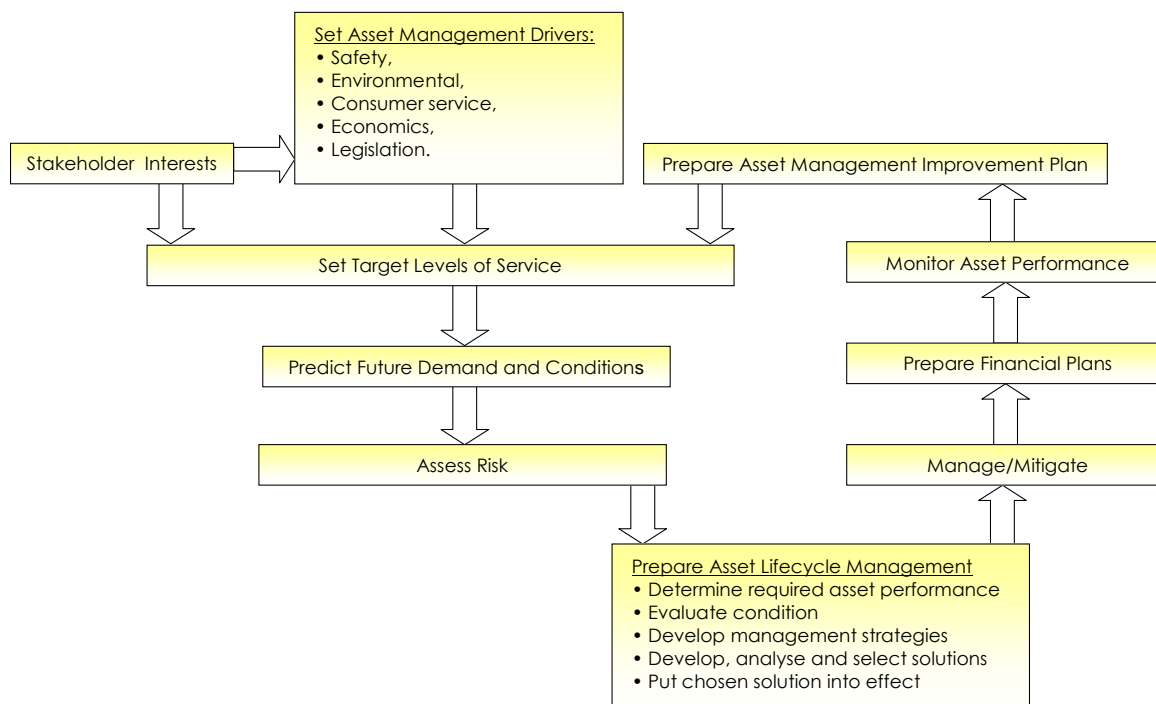 Set Asset Management Drivers:
• Safety,
• Environmental,
• Consumer service,
• Economics,
• Legislation.
Stakeholder Interests
Prepare Asset Management Improvement Plan
Set Target Levels of Service
Monitor Asset Performance
Predict Future Demand and Conditions
Prepare Financial Plans
Assess Risk
Manage/Mitigate
Prepare Asset Lifecycle Management
• Determine required asset performance
• Evaluate condition
• Develop management strategies
• Develop, analyse and select solutions
• Put chosen solution into effect